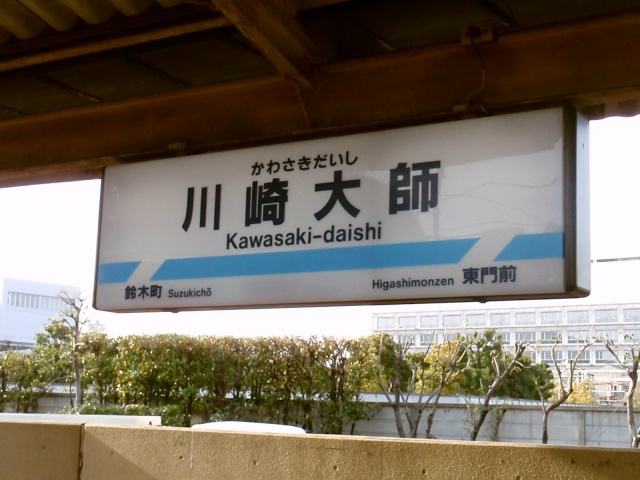 かわさきだいし
川崎大師
Kawasaki-daishi
鈴木町 Suzukichō
Higashimonzen 東門前